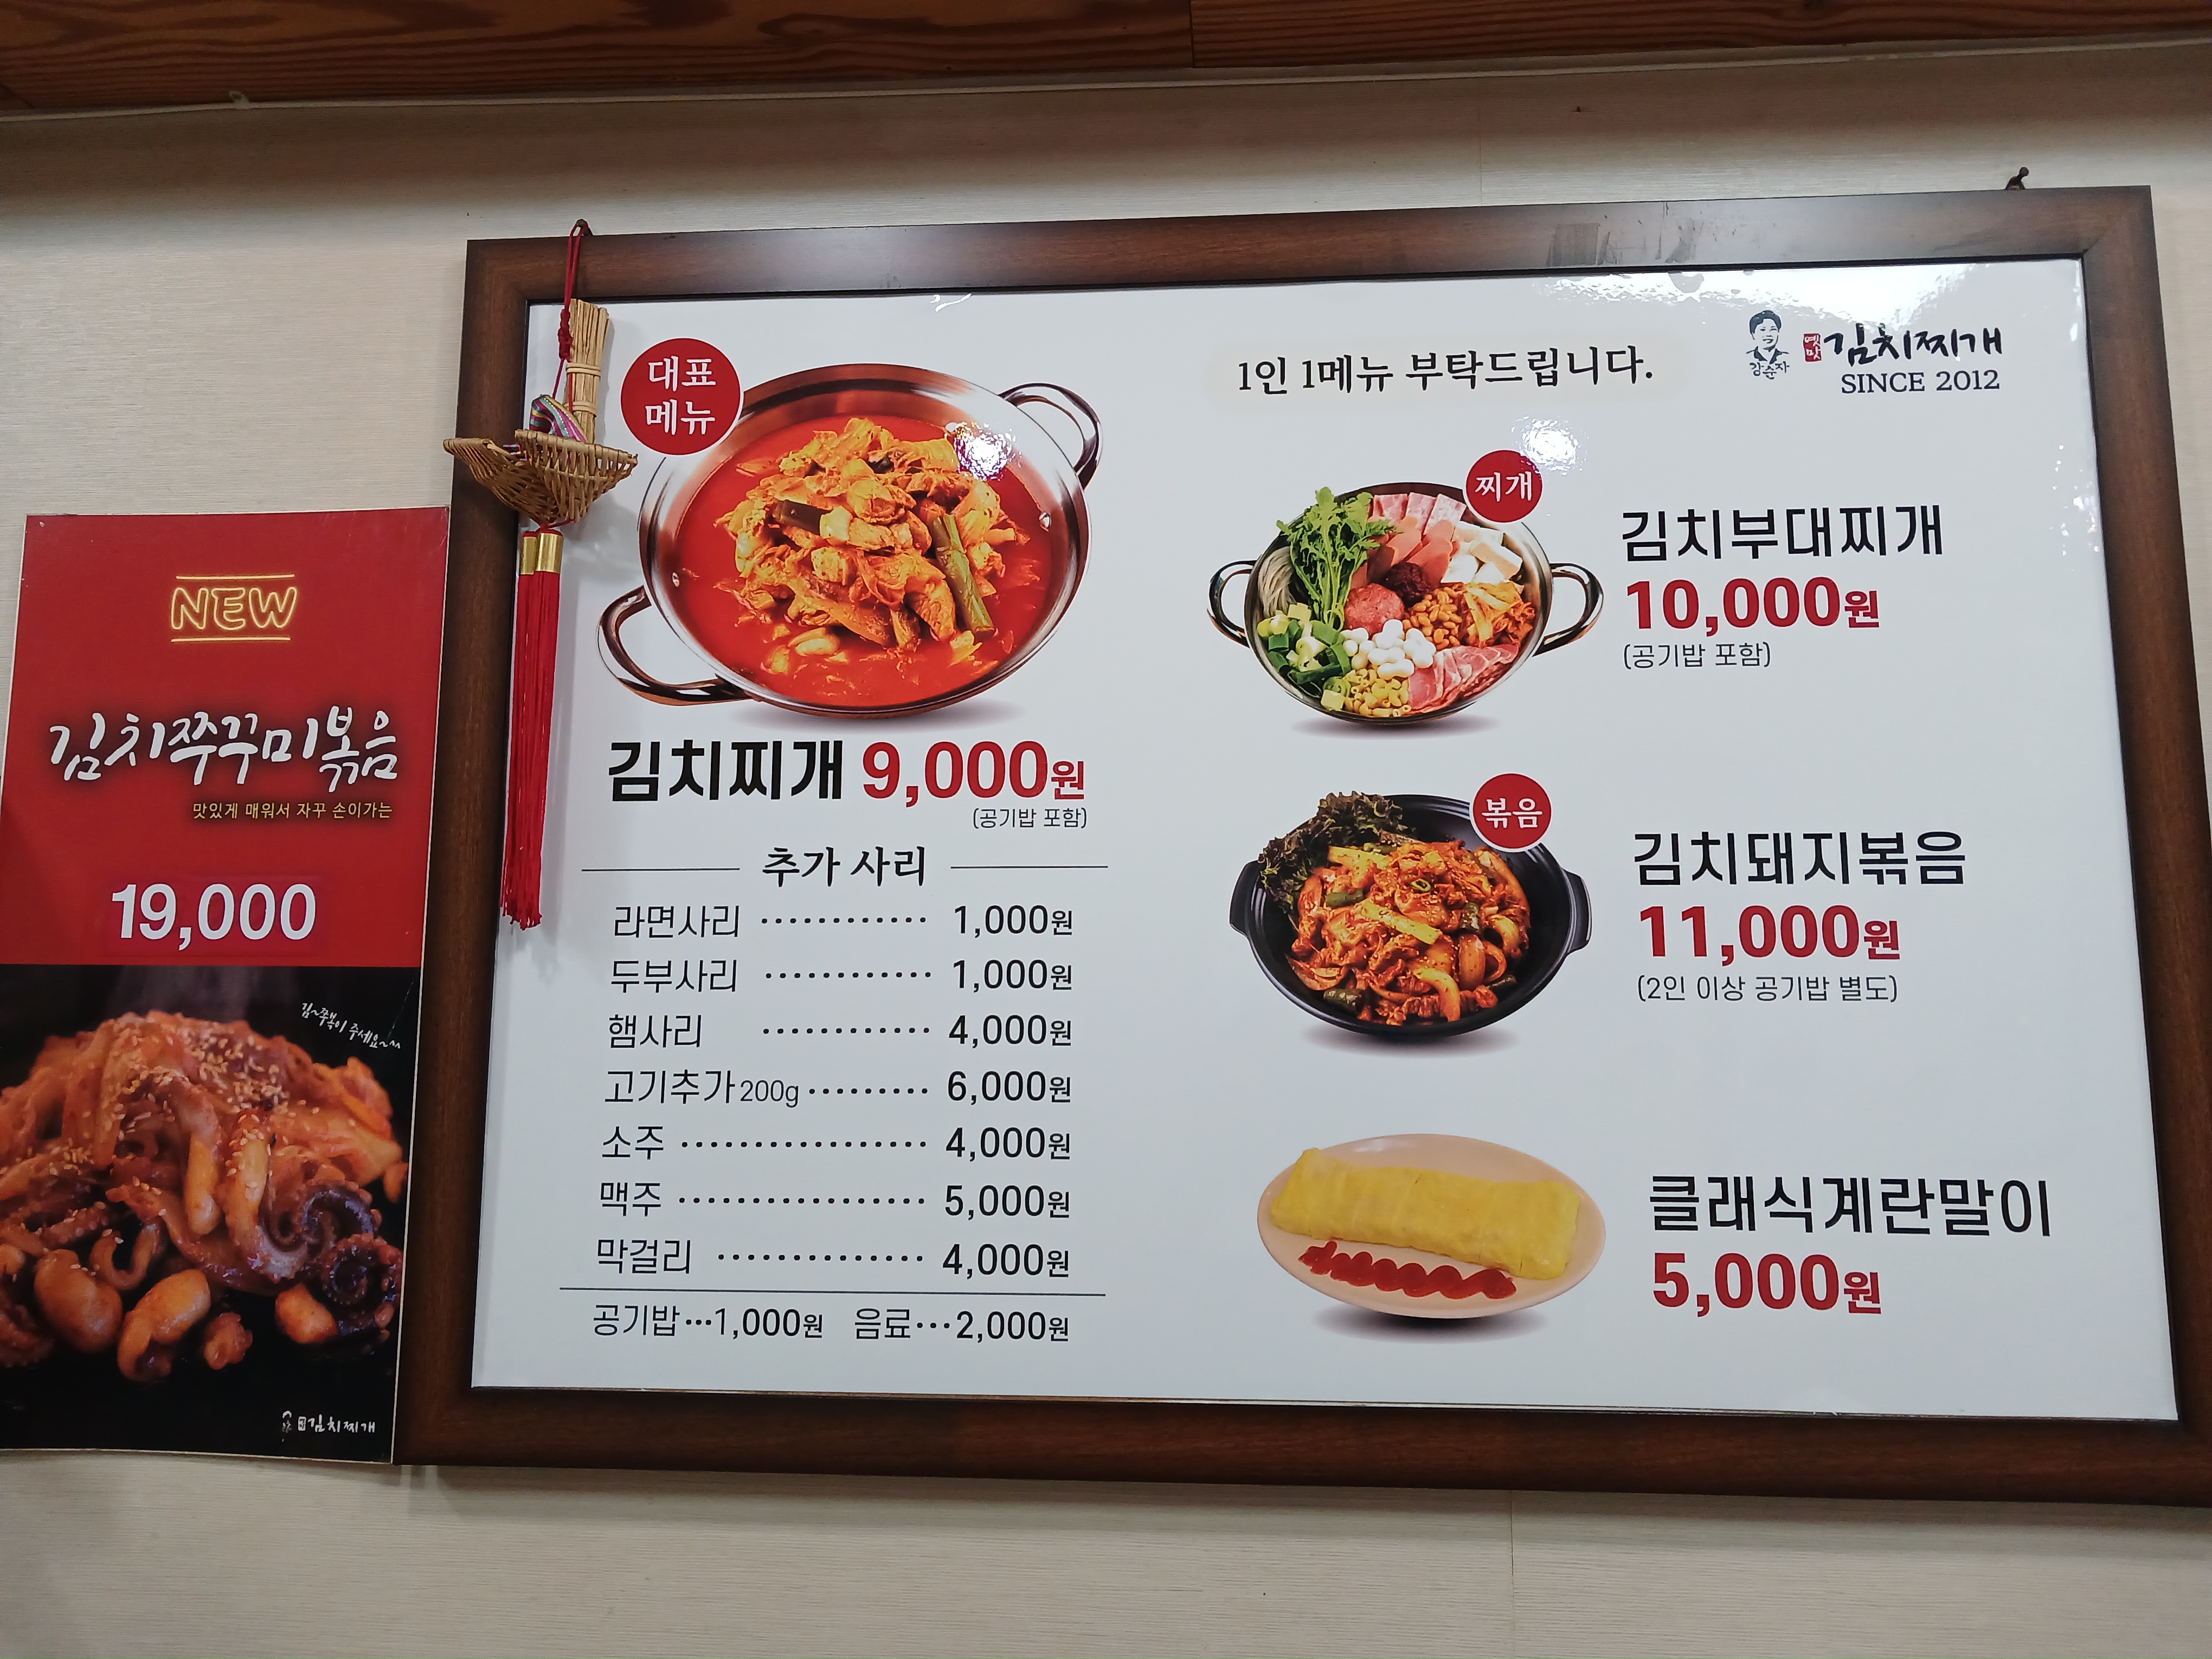 NEW
김치쭈꾸미볶음
맛있게 매워서 자꾸 손이가는
19,000
김~쭈볶이 주세요~^^
김치찌개
대표
메뉴
김치찌개 9,000원
(공기밥 포함)
추가 사리
라면사리 ············ 1,000원
두부사리 ············ 1,000원
햄사리 ············ 4,000원
고기추가 200g ········· 6,000원
소주 ················· 4,000원
맥주 ················· 5,000원
막걸리 ·············· 4,000원
공기밥···1,000원 음료···2,000원
1인 1메뉴 부탁드립니다.
강순자
옛맛 김치찌개
SINCE 2012
찌개
김치부대찌개
10,000원
(공기밥 포함)
볶음
김치돼지볶음
11,000원
(2인 이상 공기밥 별도)
클래식계란말이
5,000원